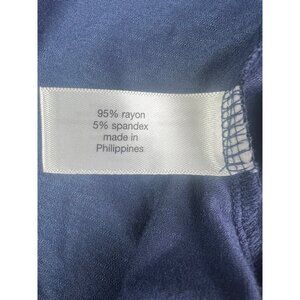 95% rayon
5% spandex
made in
Philippines